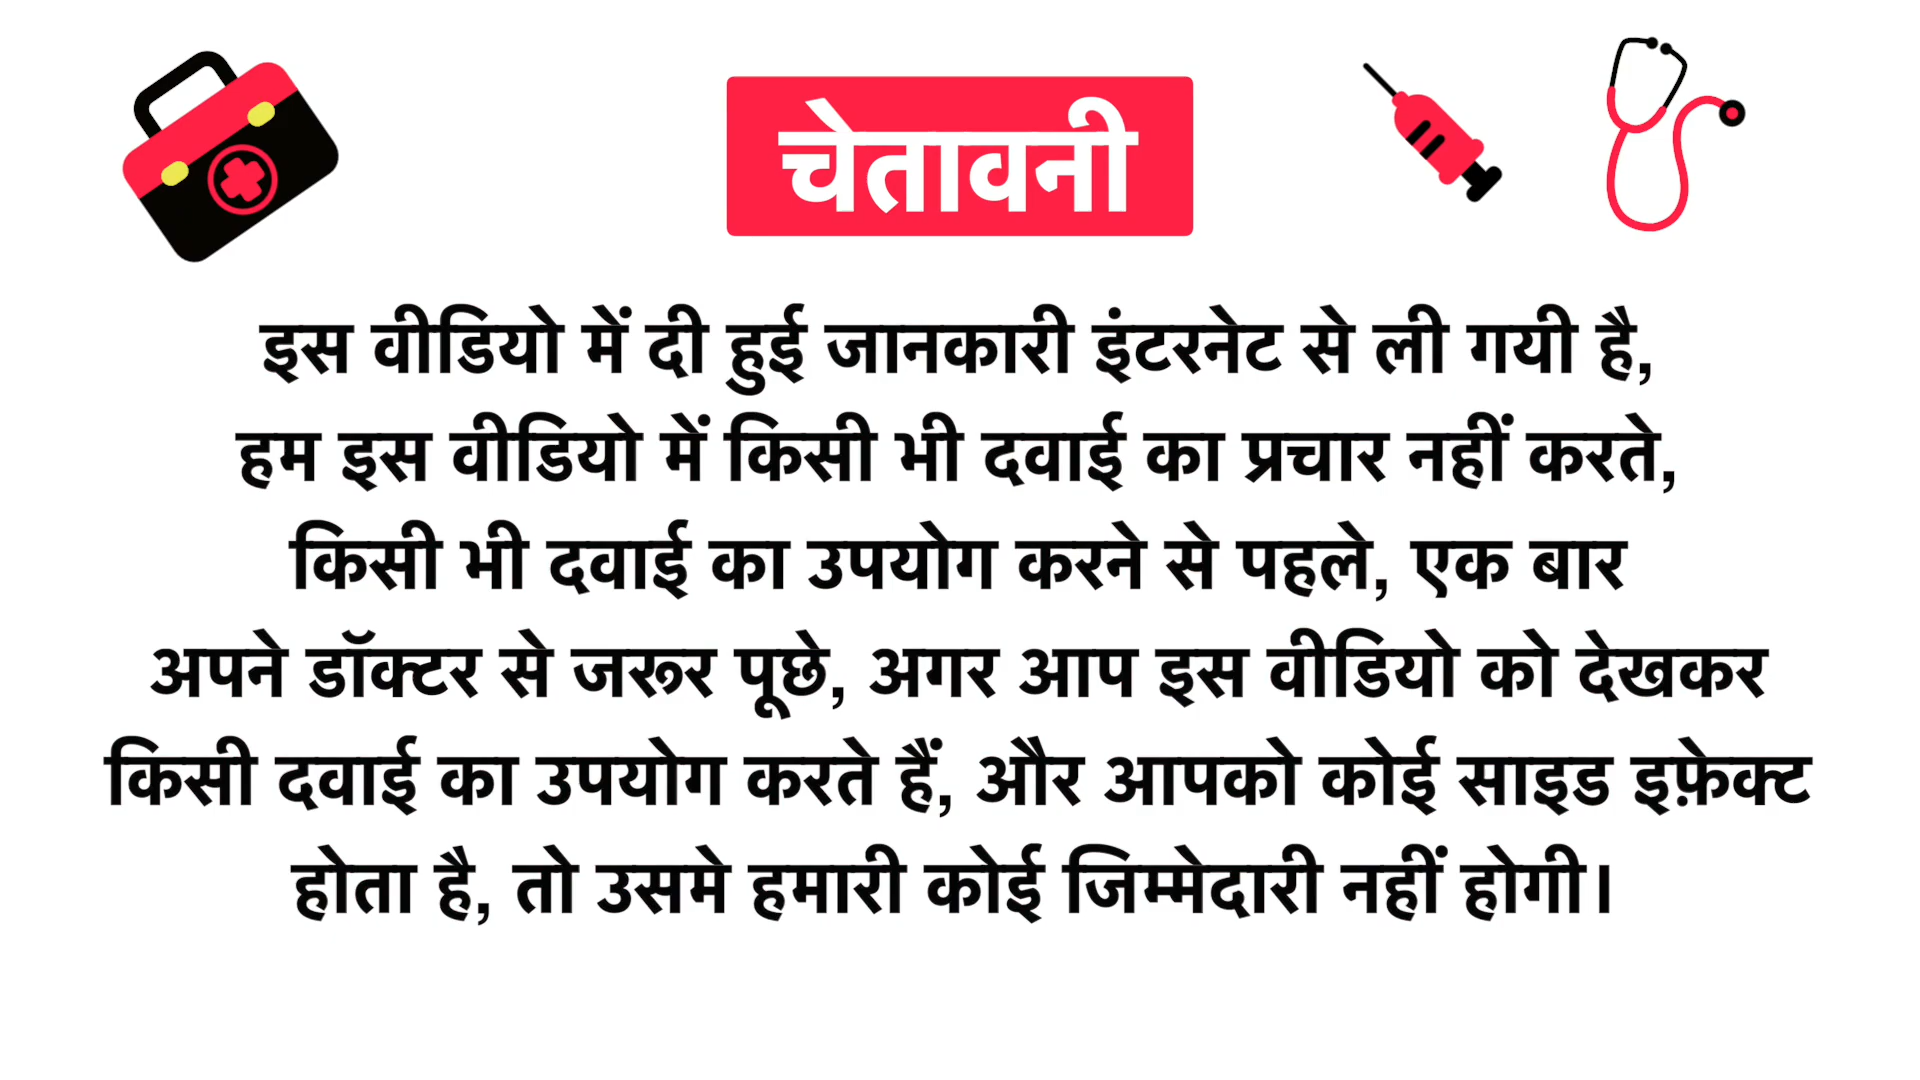 चेतावनी
इस वीडियो में दी हुई जानकारी इंटरनेट से ली गयी है,
हम इस वीडियो में किसी भी दवाई का प्रचार नहीं करते,
किसी भी दवाई का उपयोग करने से पहले, एक बार
अपने डॉक्टर से जरूर पूछे, अगर आप इस वीडियो को देखकर
किसी दवाई का उपयोग करते हैं, और आपको कोई साइड इफ़ेक्ट
होता है, तो उसमे हमारी कोई जिम्मेदारी नहीं होगी।